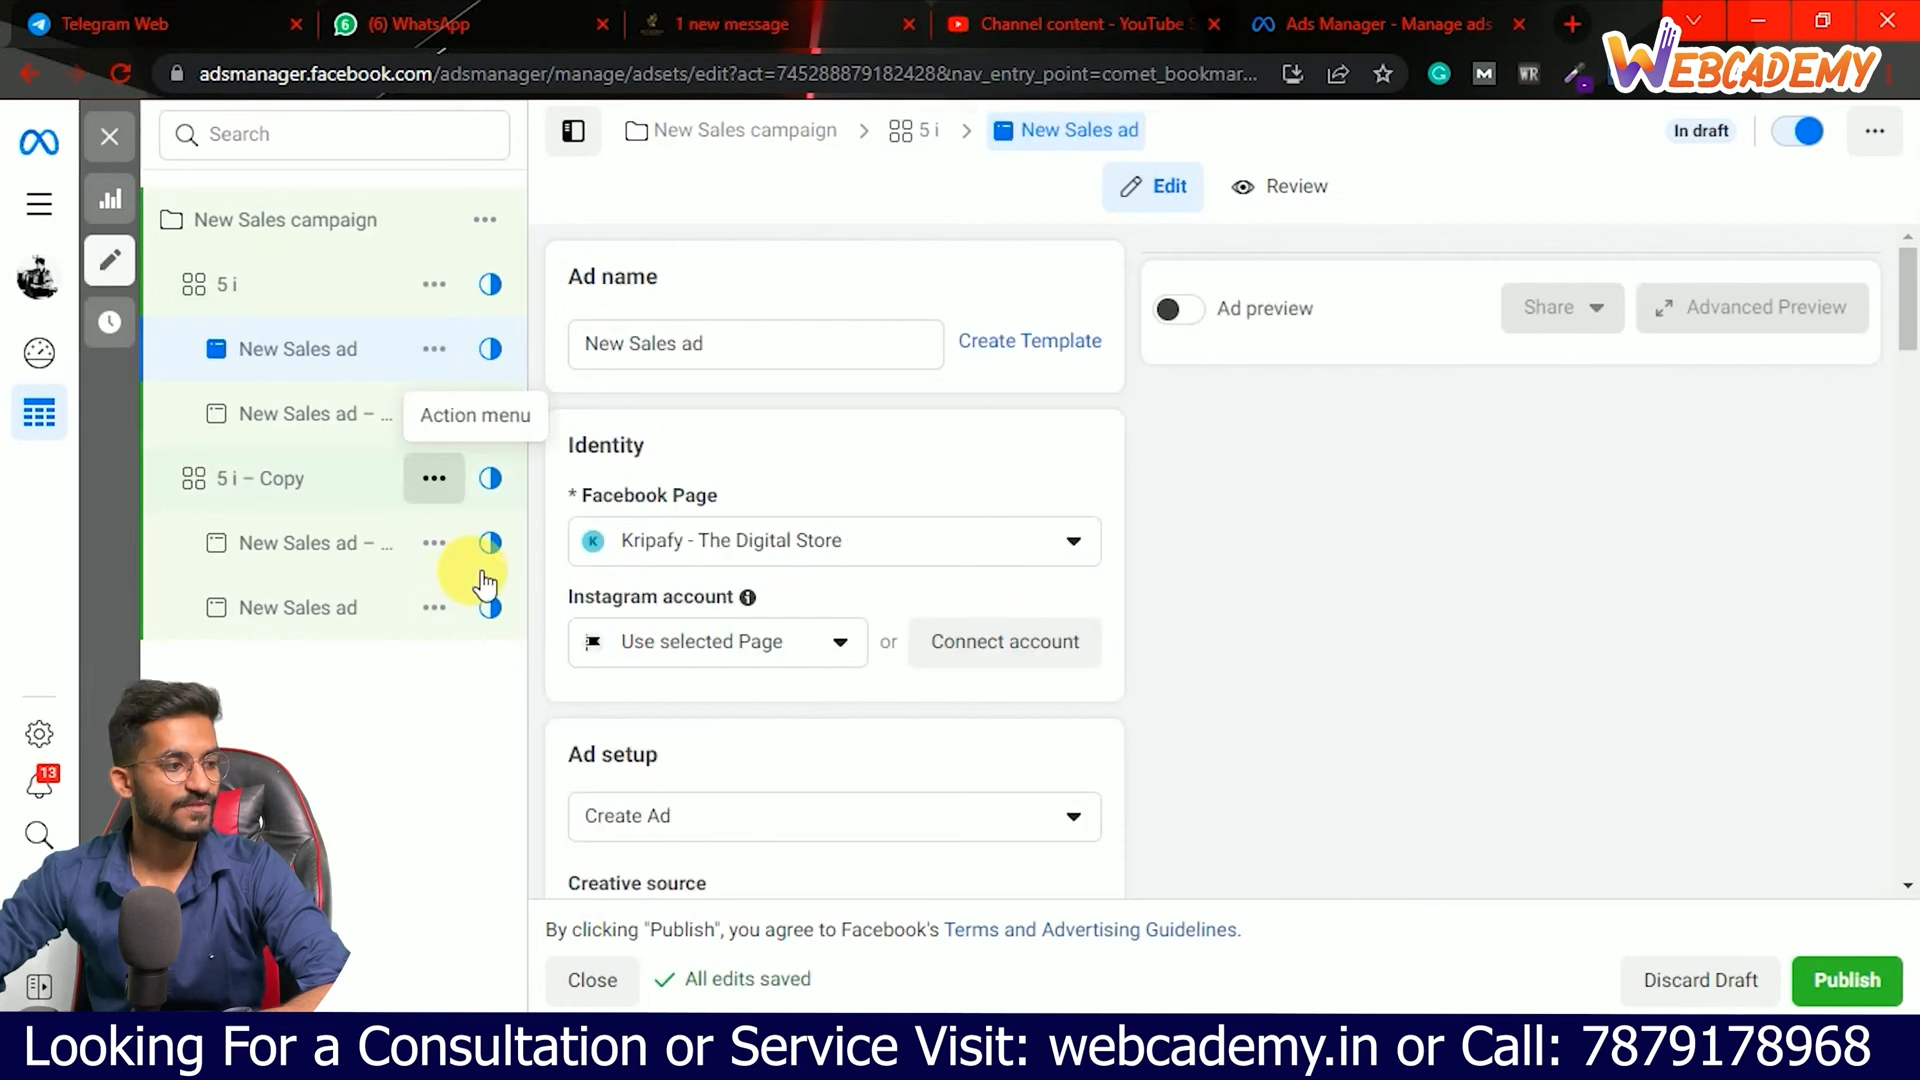 Telegram Web
(6) WhatsApp
1 new message
Channel content - YouTube S
Ads Manager - Manage ads
adsmanager.facebook.com/adsmanager/manage/adsets/edit?act=745288879182428&nav_entry_point=comet_bookmar...
WEBCADEMY
Search
New Sales campaign
5 i
New Sales ad
In draft
Edit
Review
New Sales campaign
5 i
New Sales ad
New Sales ad – ...
Action menu
5 i – Copy
New Sales ad – ...
New Sales ad
Ad name
New Sales ad
Create Template
Ad preview
Share
Advanced Preview
Identity
* Facebook Page
K
Kripafy - The Digital Store
Instagram account
Use selected Page
or
Connect account
Ad setup
Create Ad
Creative source
13
By clicking "Publish", you agree to Facebook's Terms and Advertising Guidelines.
Close
All edits saved
Discard Draft
Publish
Looking For a Consultation or Service Visit: webcademy.in or Call: 7879178968